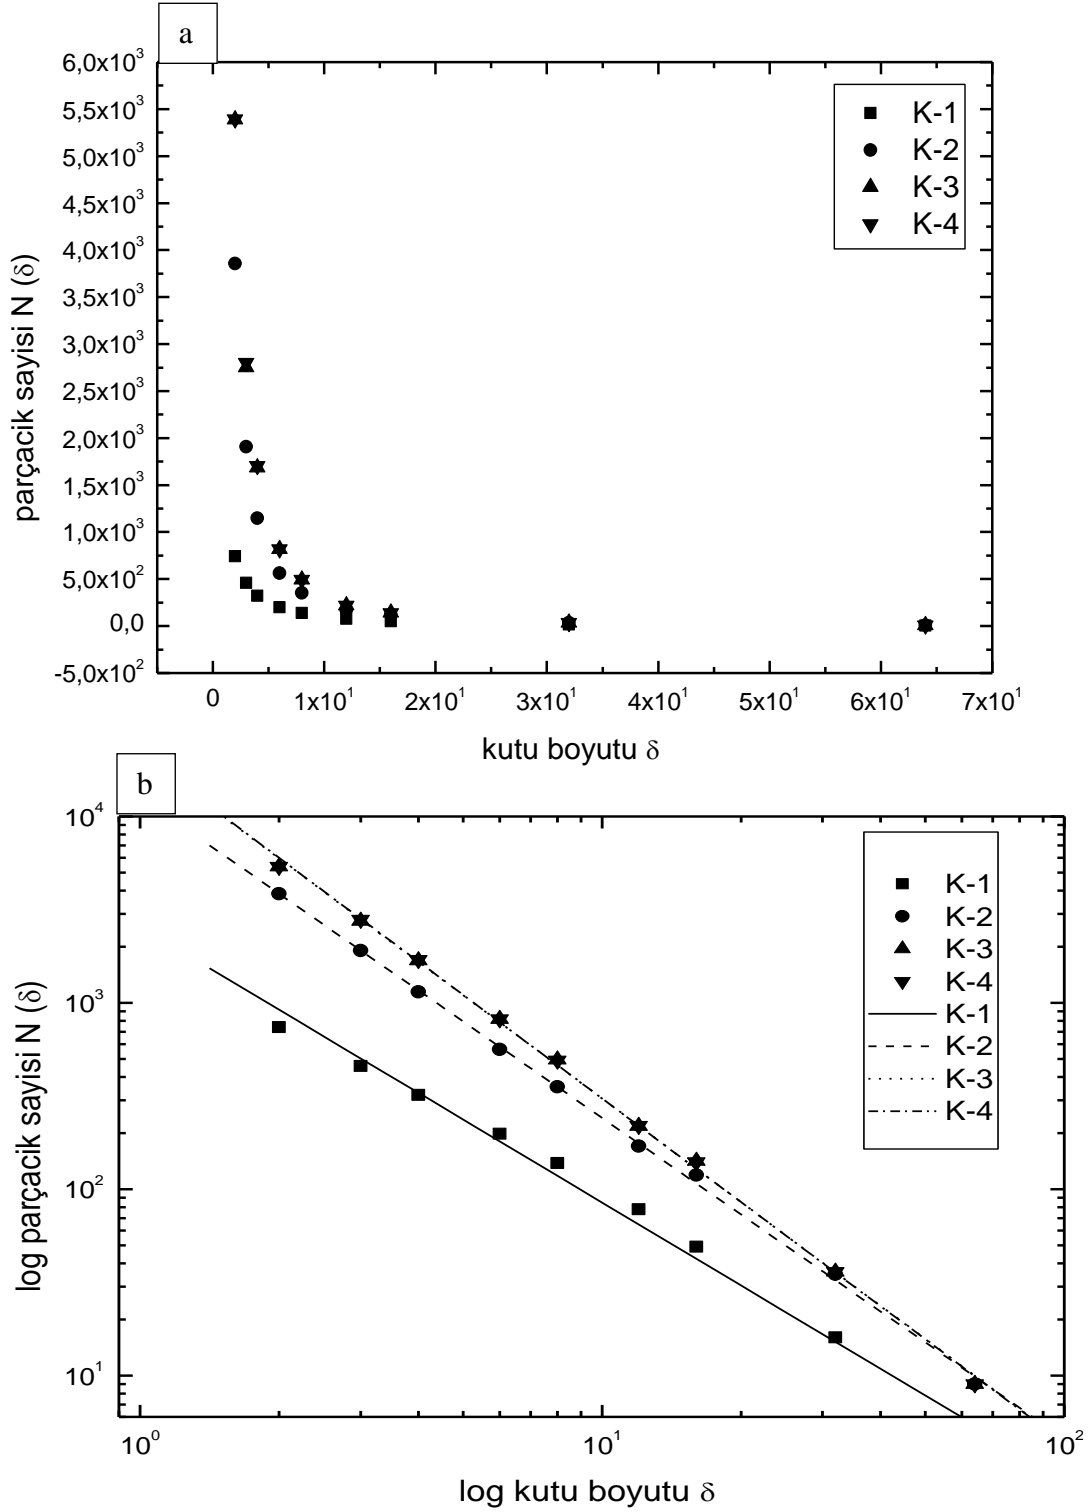 a
6,0x10³
5,5x10³
5,0x10³
4,5x10³
4,0x10³
3,5x10³
3,0x10³
2,5x10³
2,0x10³
1,5x10³
1,0x10³
5,0x10²
0,0
-5,0x10²
parçacik sayisi N (δ)
K-1
K-2
K-3
K-4
0 1x10¹ 2x10¹ 3x10¹ 4x10¹ 5x10¹ 6x10¹ 7x10¹
kutu boyutu δ
b
10⁴
10³
10²
10¹
log parçacik sayisi N (δ)
K-1
K-2
K-3
K-4
K-1
K-2
K-3
K-4
10⁰ 10¹ 10²
log kutu boyutu δ